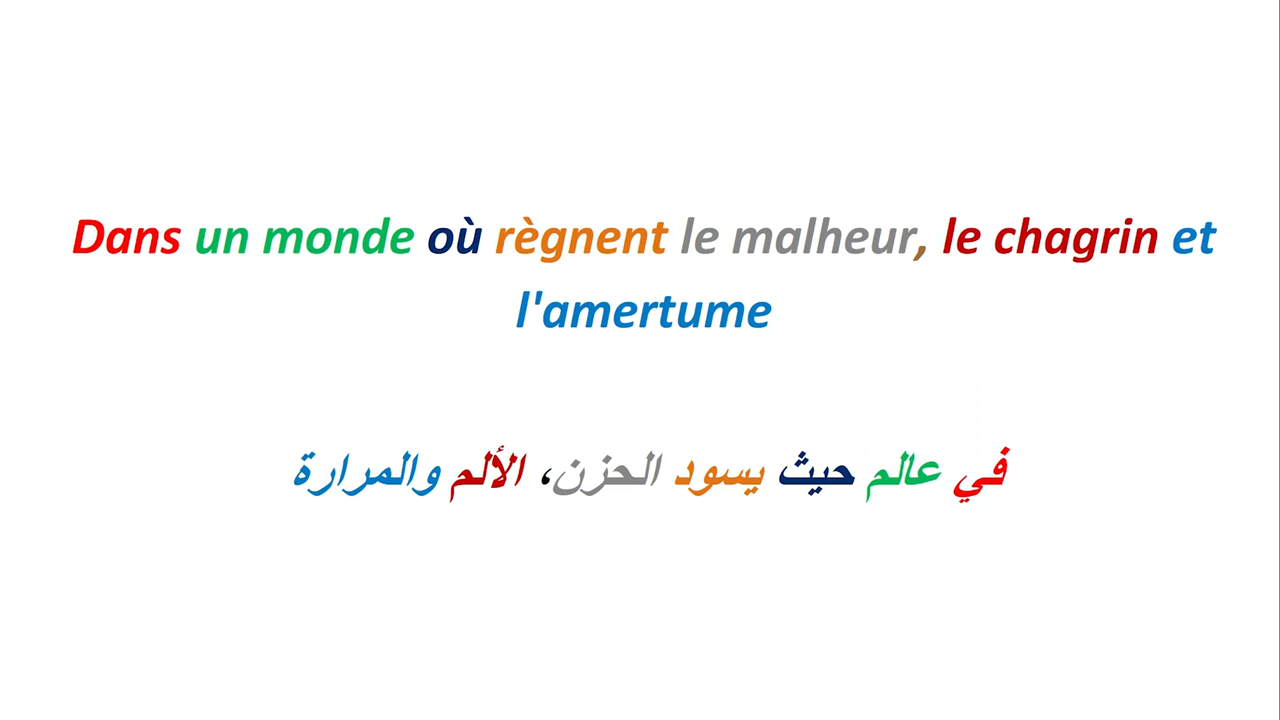 Dans un monde où règnent le malheur, le chagrin et
l'amertume
في عالم حيث يسود الحزن، الألم والمرارة